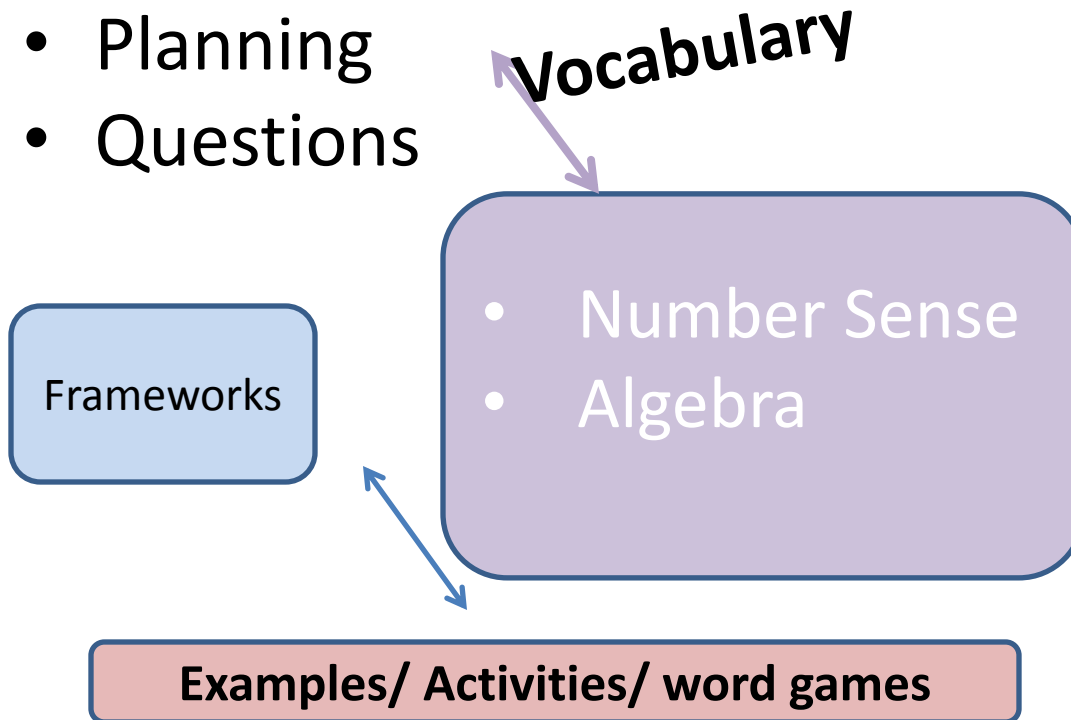 • Planning
Vocabulary
• Questions
• Number Sense
Frameworks
• Algebra
Examples/ Activities/ word games